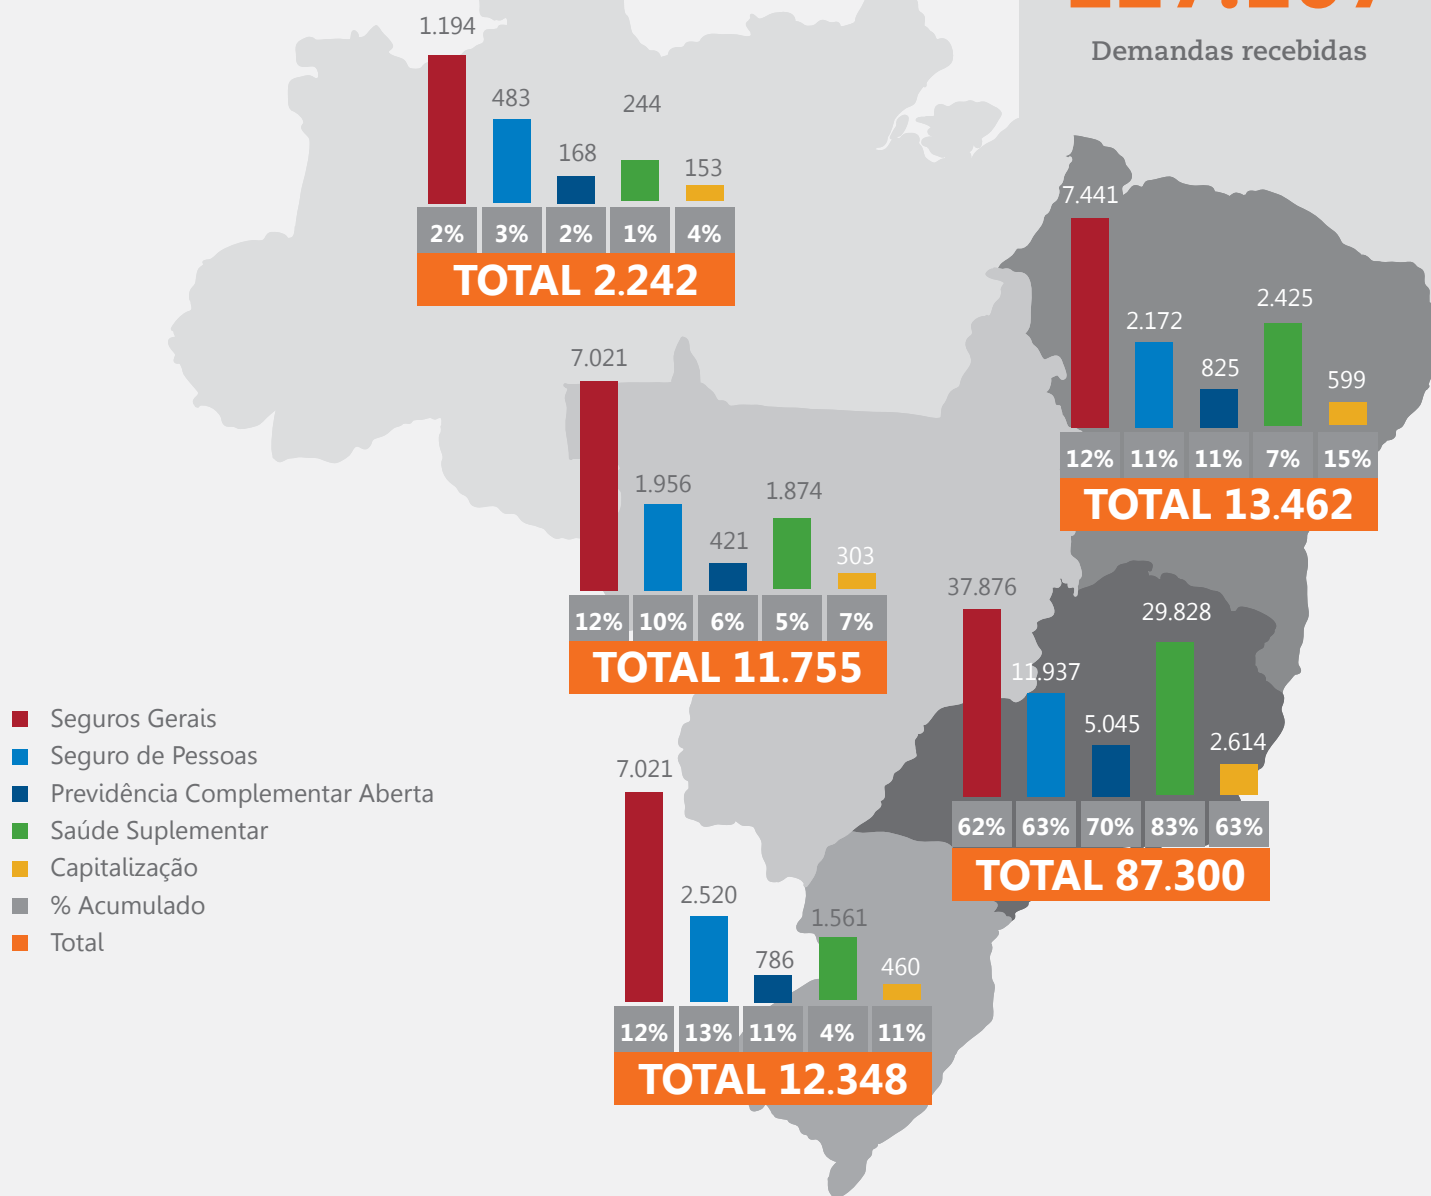 Demandas recebidas
1.194
483
168
244
153
2% 3% 2% 1% 4%
TOTAL 2.242
7.441
2.172
825
2.425
599
12% 11% 11% 7% 15%
TOTAL 13.462
7.021
1.956
421
1.874
303
12% 10% 6% 5% 7%
TOTAL 11.755
37.876
11.937
5.045
29.828
2.614
62% 63% 70% 83% 63%
TOTAL 87.300
7.021
2.520
786
1.561
460
12% 13% 11% 4% 11%
TOTAL 12.348
Seguros Gerais
Seguro de Pessoas
Previdência Complementar Aberta
Saúde Suplementar
Capitalização
% Acumulado
Total